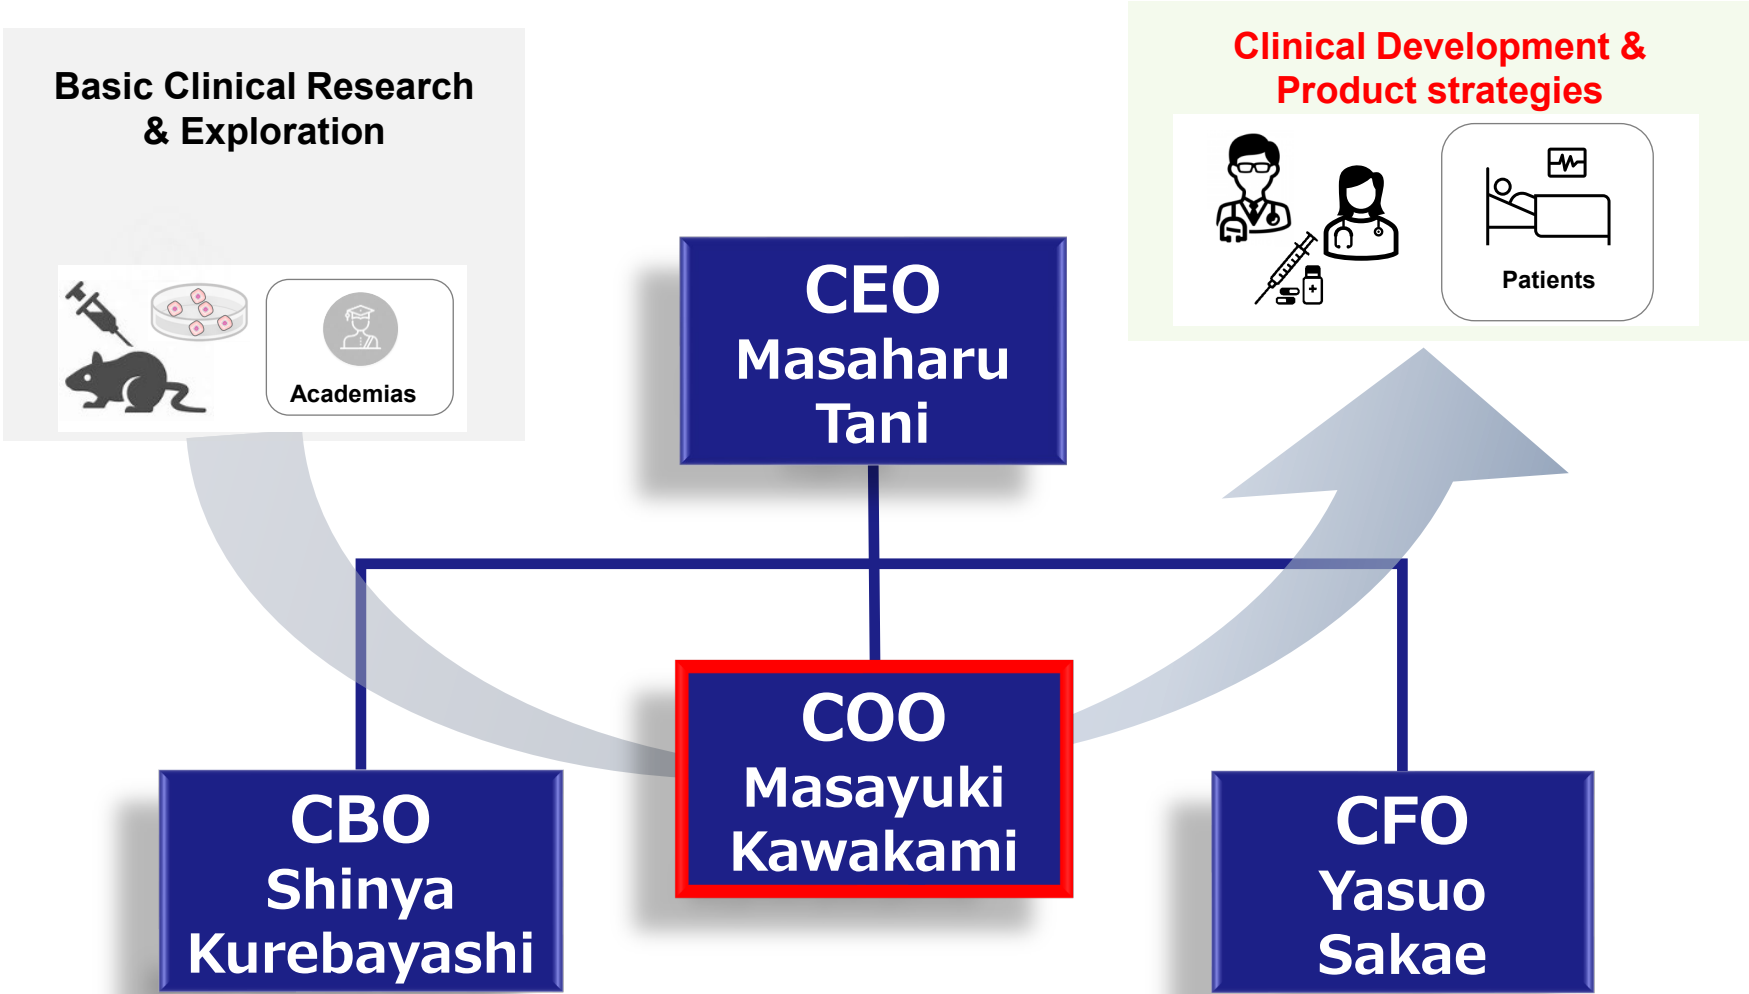 Basic Clinical Research
& Exploration
Academias
Clinical Development &
Product strategies
Patients
CEO
Masaharu
Tani
CBO
Shinya
Kurebayashi
COO
Masayuki
Kawakami
CFO
Yasuo
Sakae